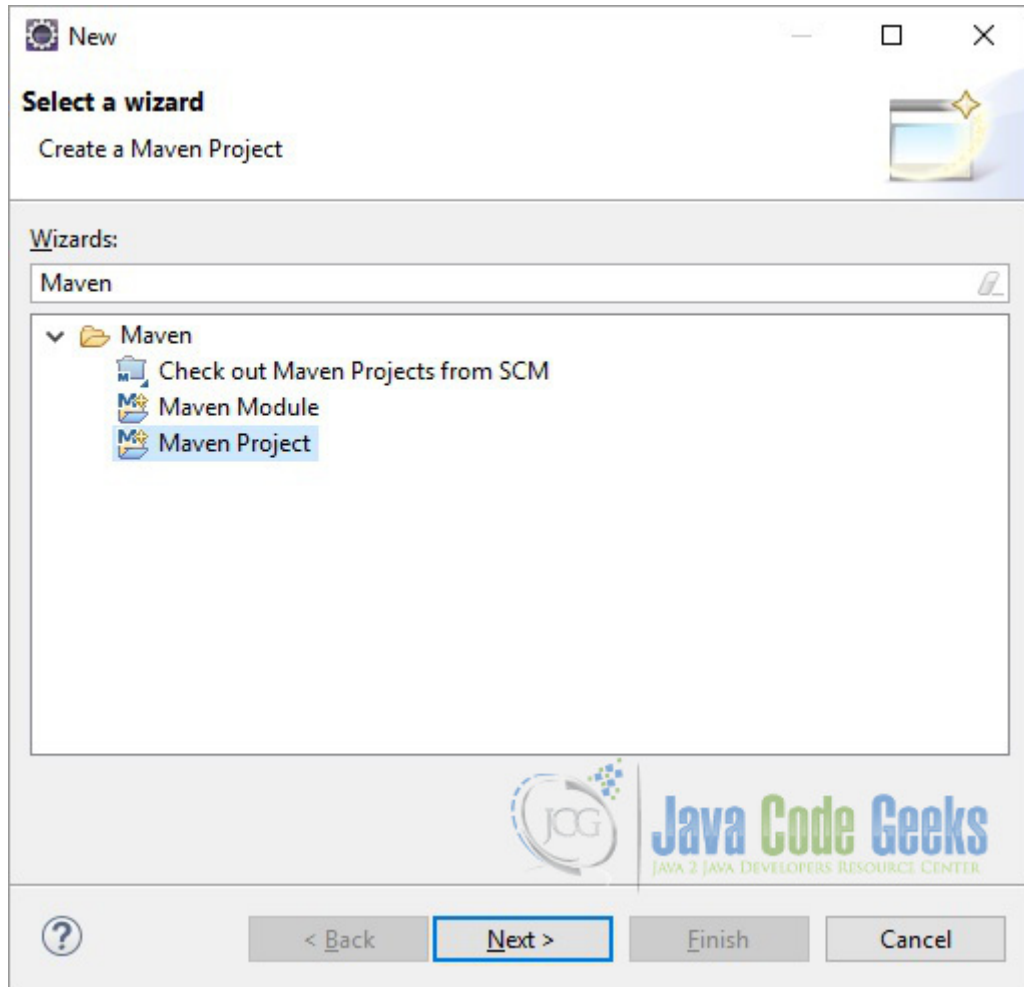 New
Select a wizard
Create a Maven Project
Wizards:
Maven
Maven
Check out Maven Projects from SCM
Maven Module
Maven Project
JCG
Java Code Geeks
JAVA 2 JAVA DEVELOPERS RESOURCE CENTER
?
< Back Next > Finish Cancel